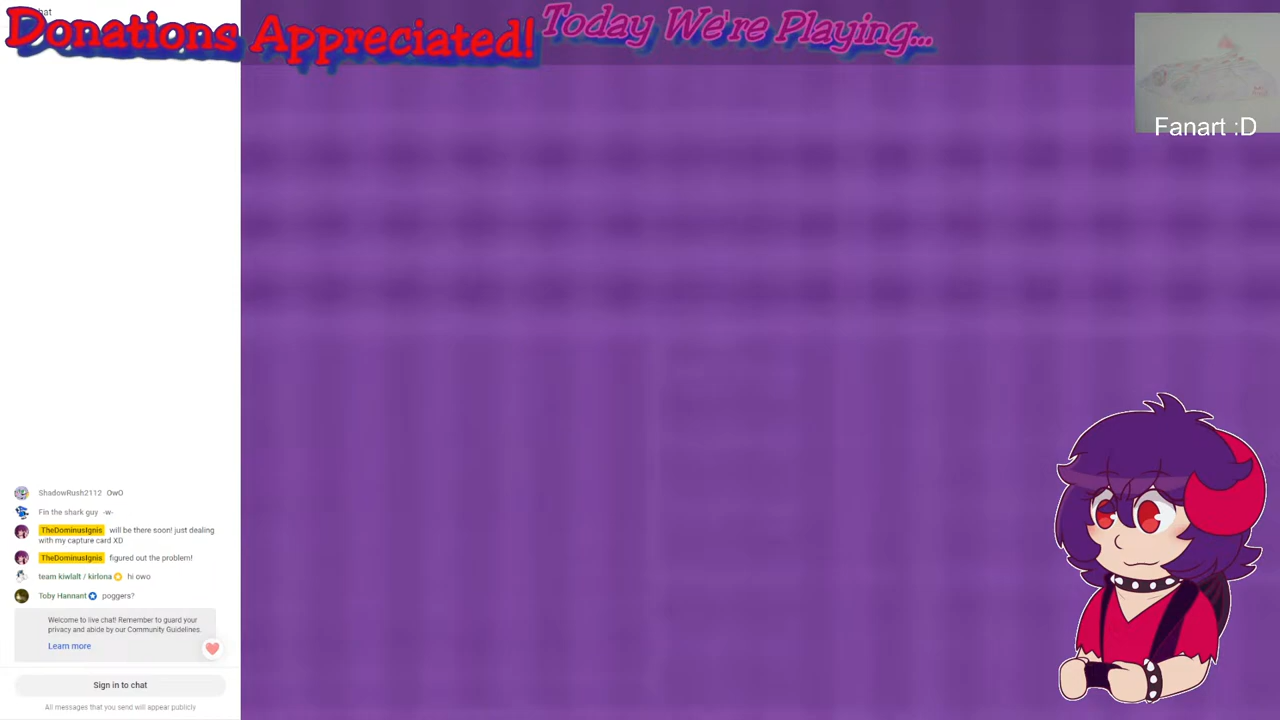 Donations Appreciated!
Today We're Playing...
Fanart :D
ShadowRush2112 OwO
Fin the shark guy -w-
TheDominusIgnis will be there soon! just dealing
with my capture card XD
TheDominusIgnis figured out the problem!
team kiwlalt / kirlona hi owo
Toby Hannant poggers?
Welcome to live chat! Remember to guard your
privacy and abide by our Community Guidelines.
Learn more
Sign in to chat
All messages that you send will appear publicly